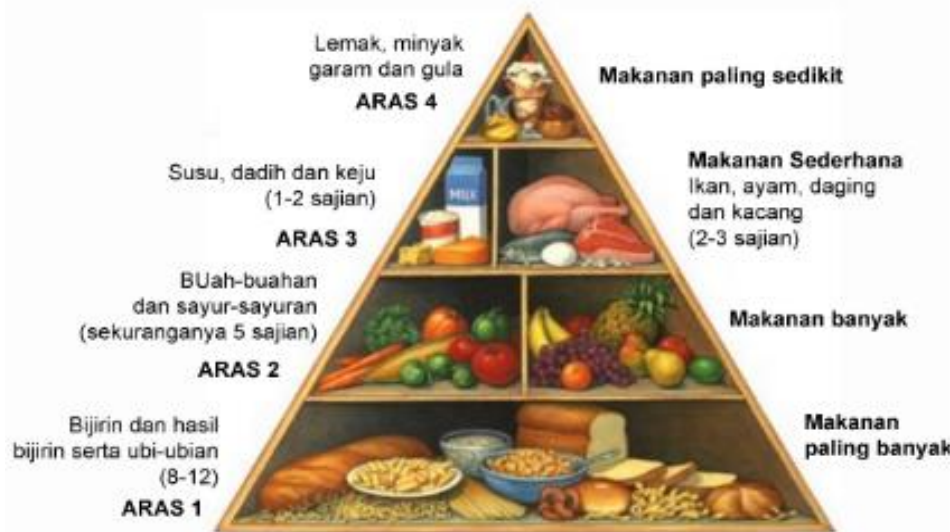 Lemak, minyak
garam dan gula
ARAS 4
Makanan paling sedikit
Susu, dadih dan keju
(1-2 sajian)
ARAS 3
MILK
Makanan Sederhana
Ikan, ayam, daging
dan kacang
(2-3 sajian)
BUah-buahan
dan sayur-sayuran
(sekuranganya 5 sajian)
ARAS 2
Makanan banyak
Bijirin dan hasil
bijirin serta ubi-ubian
(8-12)
ARAS 1
Makanan
paling banyak